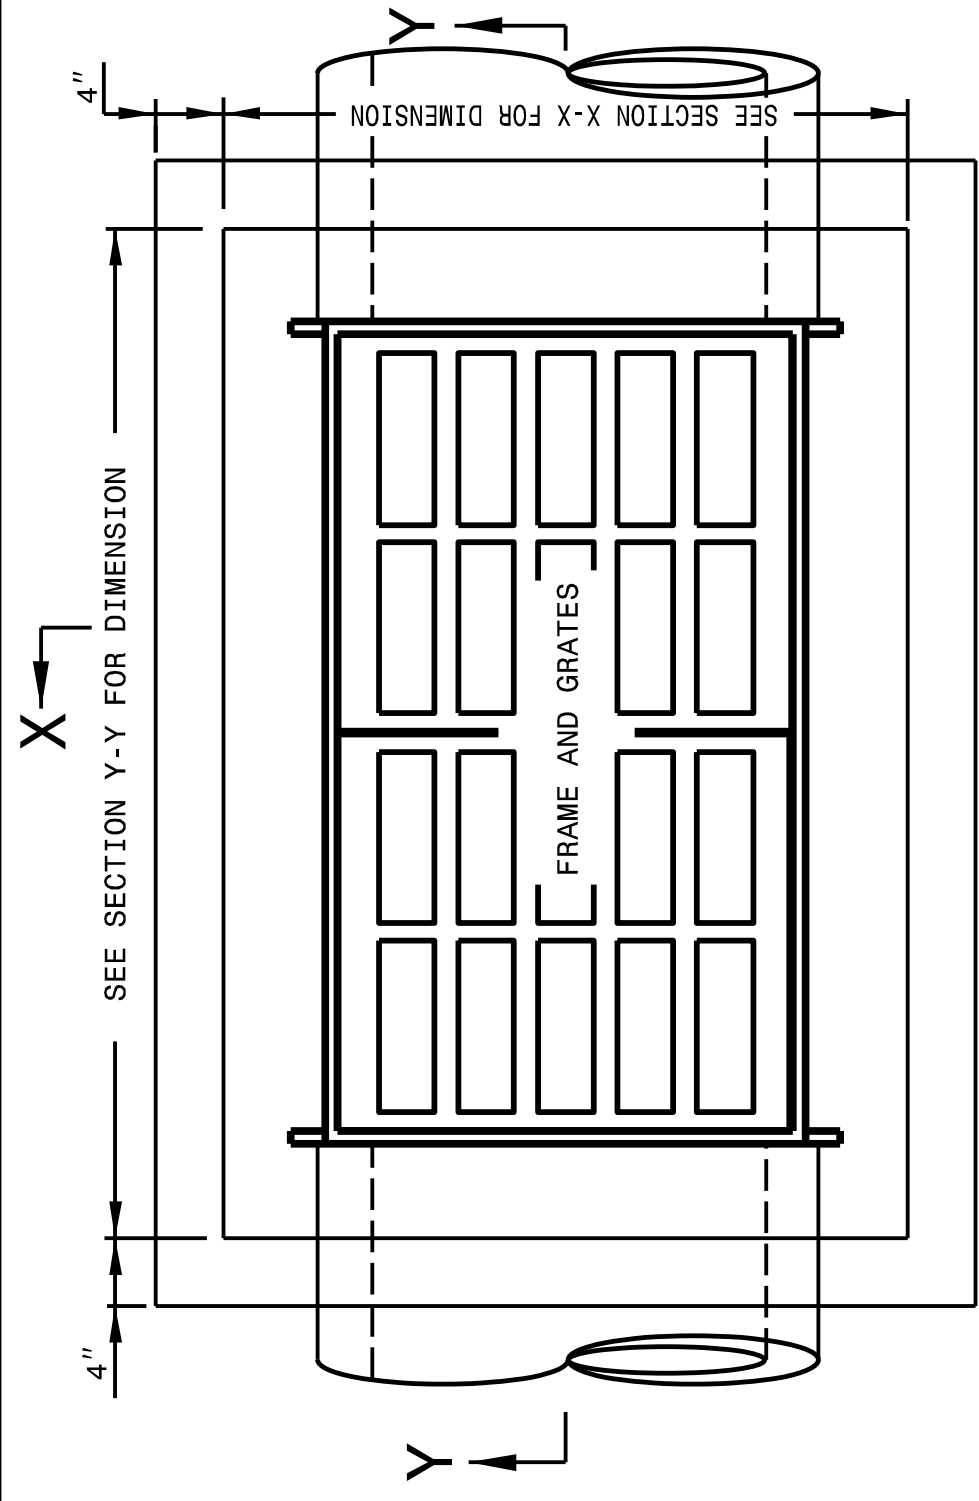 4"
X
SEE SECTION Y-Y FOR DIMENSION
4"
Y
SEE SECTION X-X FOR DIMENSION
Y
FRAME AND GRATES